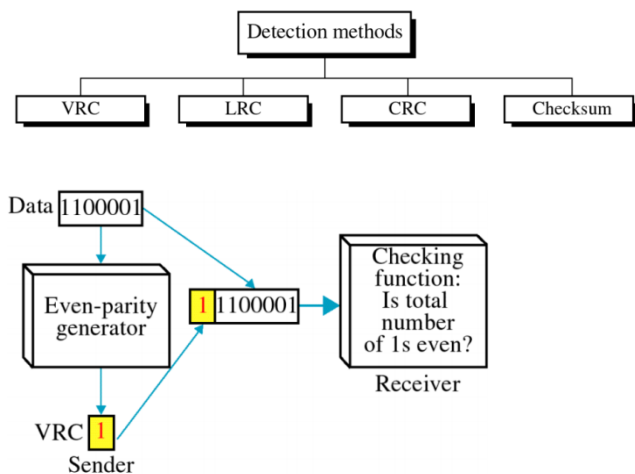 Detection methods
VRC
LRC
CRC
Checksum
Data 1100001
Even-parity
generator
1 1100001
Checking
function:
Is total
number
of 1s even?
Receiver
VRC 1
Sender